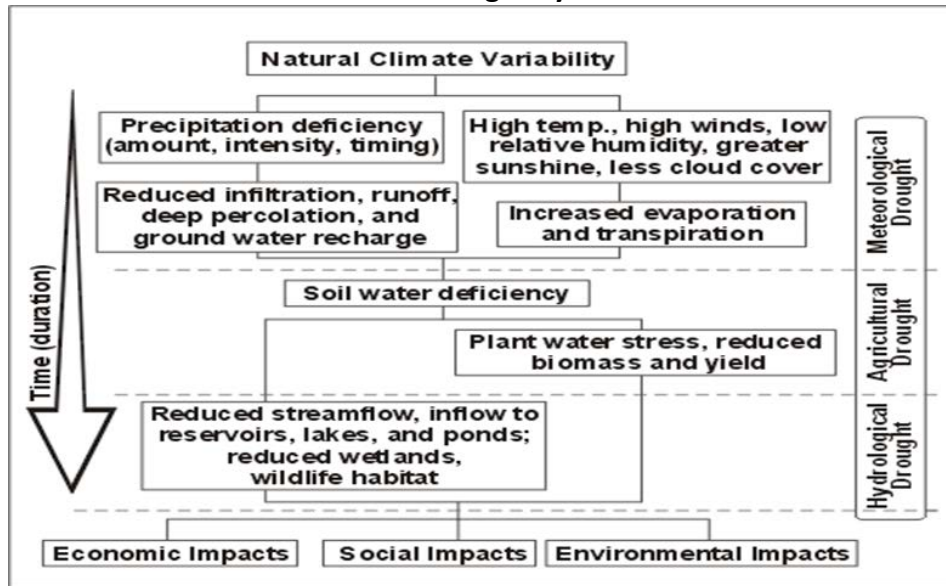 Natural Climate Variability
Precipitation deficiency
(amount, intensity, timing)
High temp., high winds, low
relative humidity, greater
sunshine, less cloud cover
Reduced infiltration, runoff,
deep percolation, and
ground water recharge
Increased evaporation
and transpiration
Meteorological
Drought
Soil water deficiency
Plant water stress, reduced
biomass and yield
Agricultural
Drought
Time (duration)
Reduced streamflow, inflow to
reservoirs, lakes, and ponds;
reduced wetlands,
wildlife habitat
Hydrological
Drought
Economic Impacts
Social Impacts
Environmental Impacts